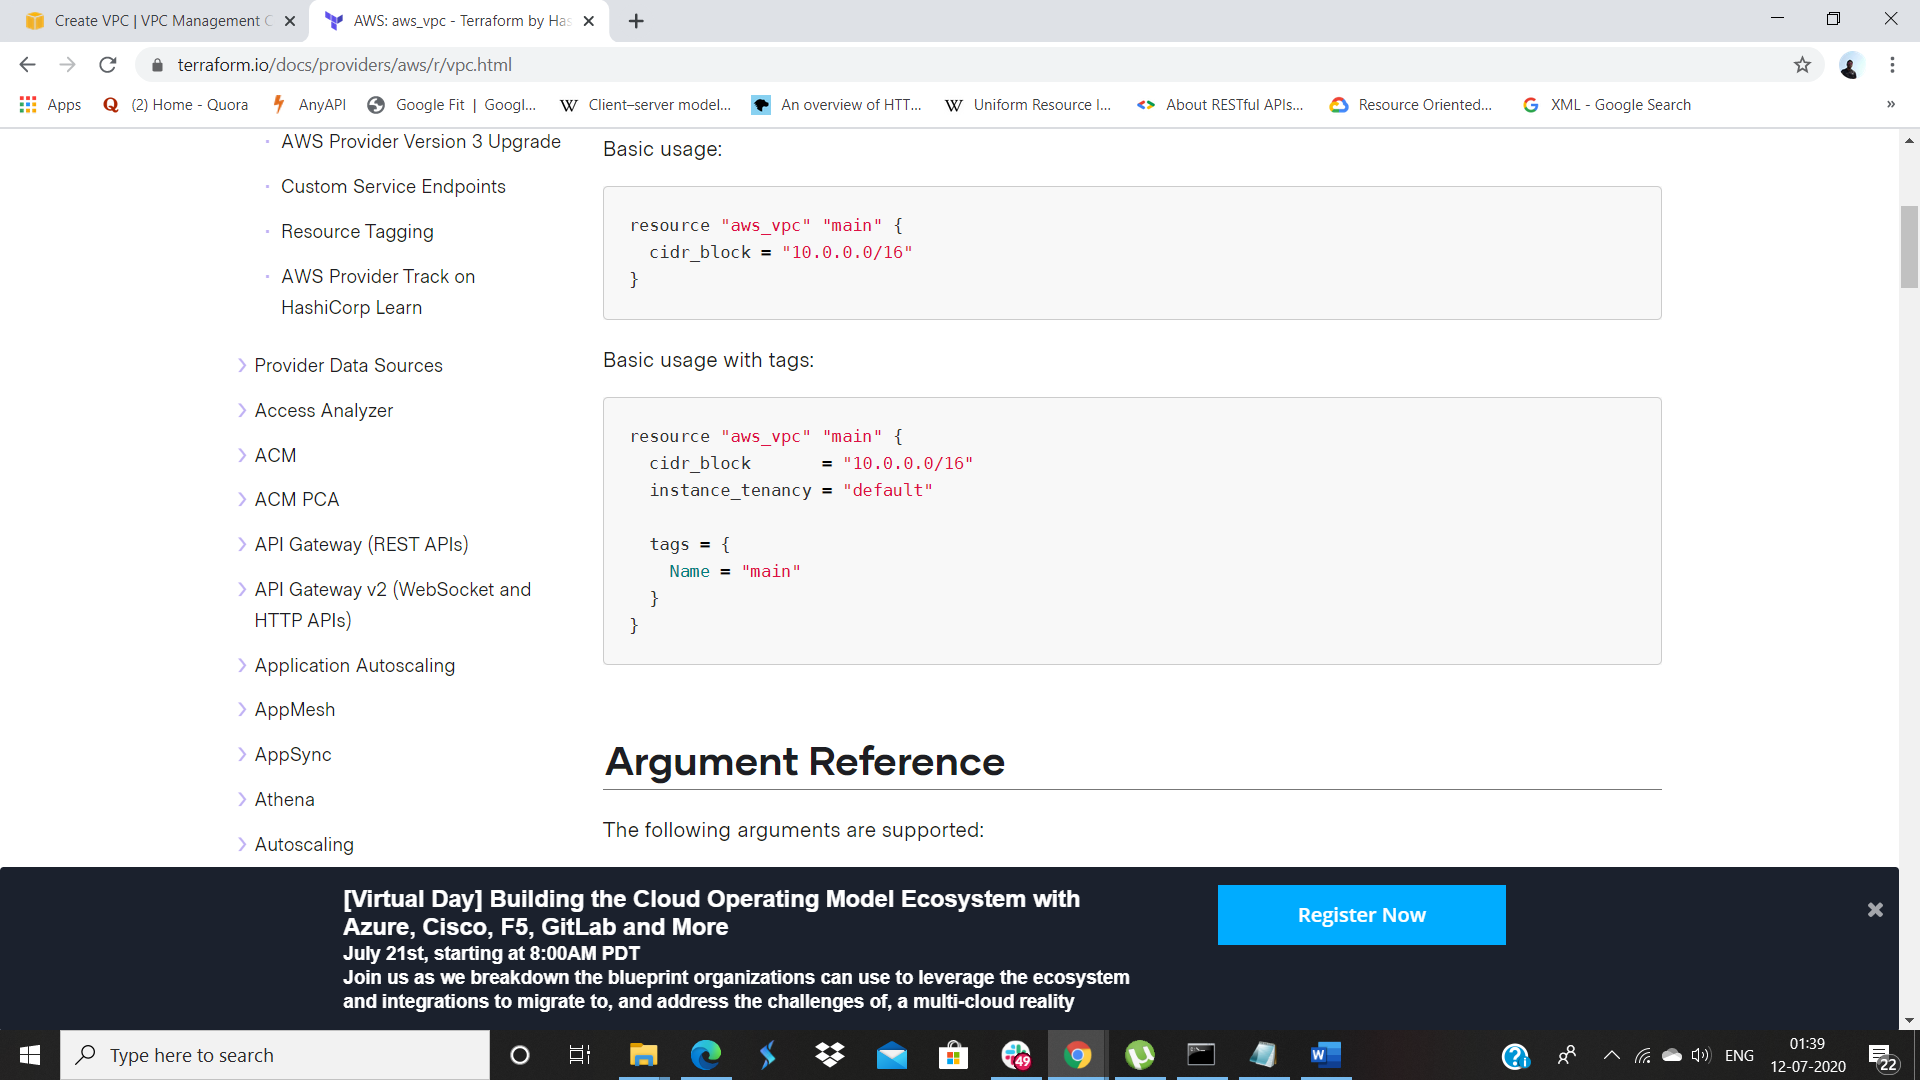 Create VPC | VPC Management C
AWS: aws_vpc - Terraform by Has
terraform.io/docs/providers/aws/r/vpc.html
Apps
(2) Home - Quora
AnyAPI
Google Fit | Googl...
Client–server model...
An overview of HTT...
Uniform Resource I...
About RESTful APIs...
Resource Oriented...
XML - Google Search
»
AWS Provider Version 3 Upgrade
Custom Service Endpoints
Resource Tagging
AWS Provider Track on
HashiCorp Learn
Provider Data Sources
Access Analyzer
ACM
ACM PCA
API Gateway (REST APIs)
API Gateway v2 (WebSocket and
HTTP APIs)
Application Autoscaling
AppMesh
AppSync
Athena
Autoscaling
Basic usage:
resource "aws_vpc" "main" {
  cidr_block = "10.0.0.0/16"
}
Basic usage with tags:
resource "aws_vpc" "main" {
  cidr_block       = "10.0.0.0/16"
  instance_tenancy = "default"
  tags = {
    Name = "main"
  }
}
Argument Reference
The following arguments are supported:
[Virtual Day] Building the Cloud Operating Model Ecosystem with
Azure, Cisco, F5, GitLab and More
July 21st, starting at 8:00AM PDT
Join us as we breakdown the blueprint organizations can use to leverage the ecosystem
and integrations to migrate to, and address the challenges of, a multi-cloud reality
Register Now
Type here to search
49
ENG
01:39
12-07-2020
22